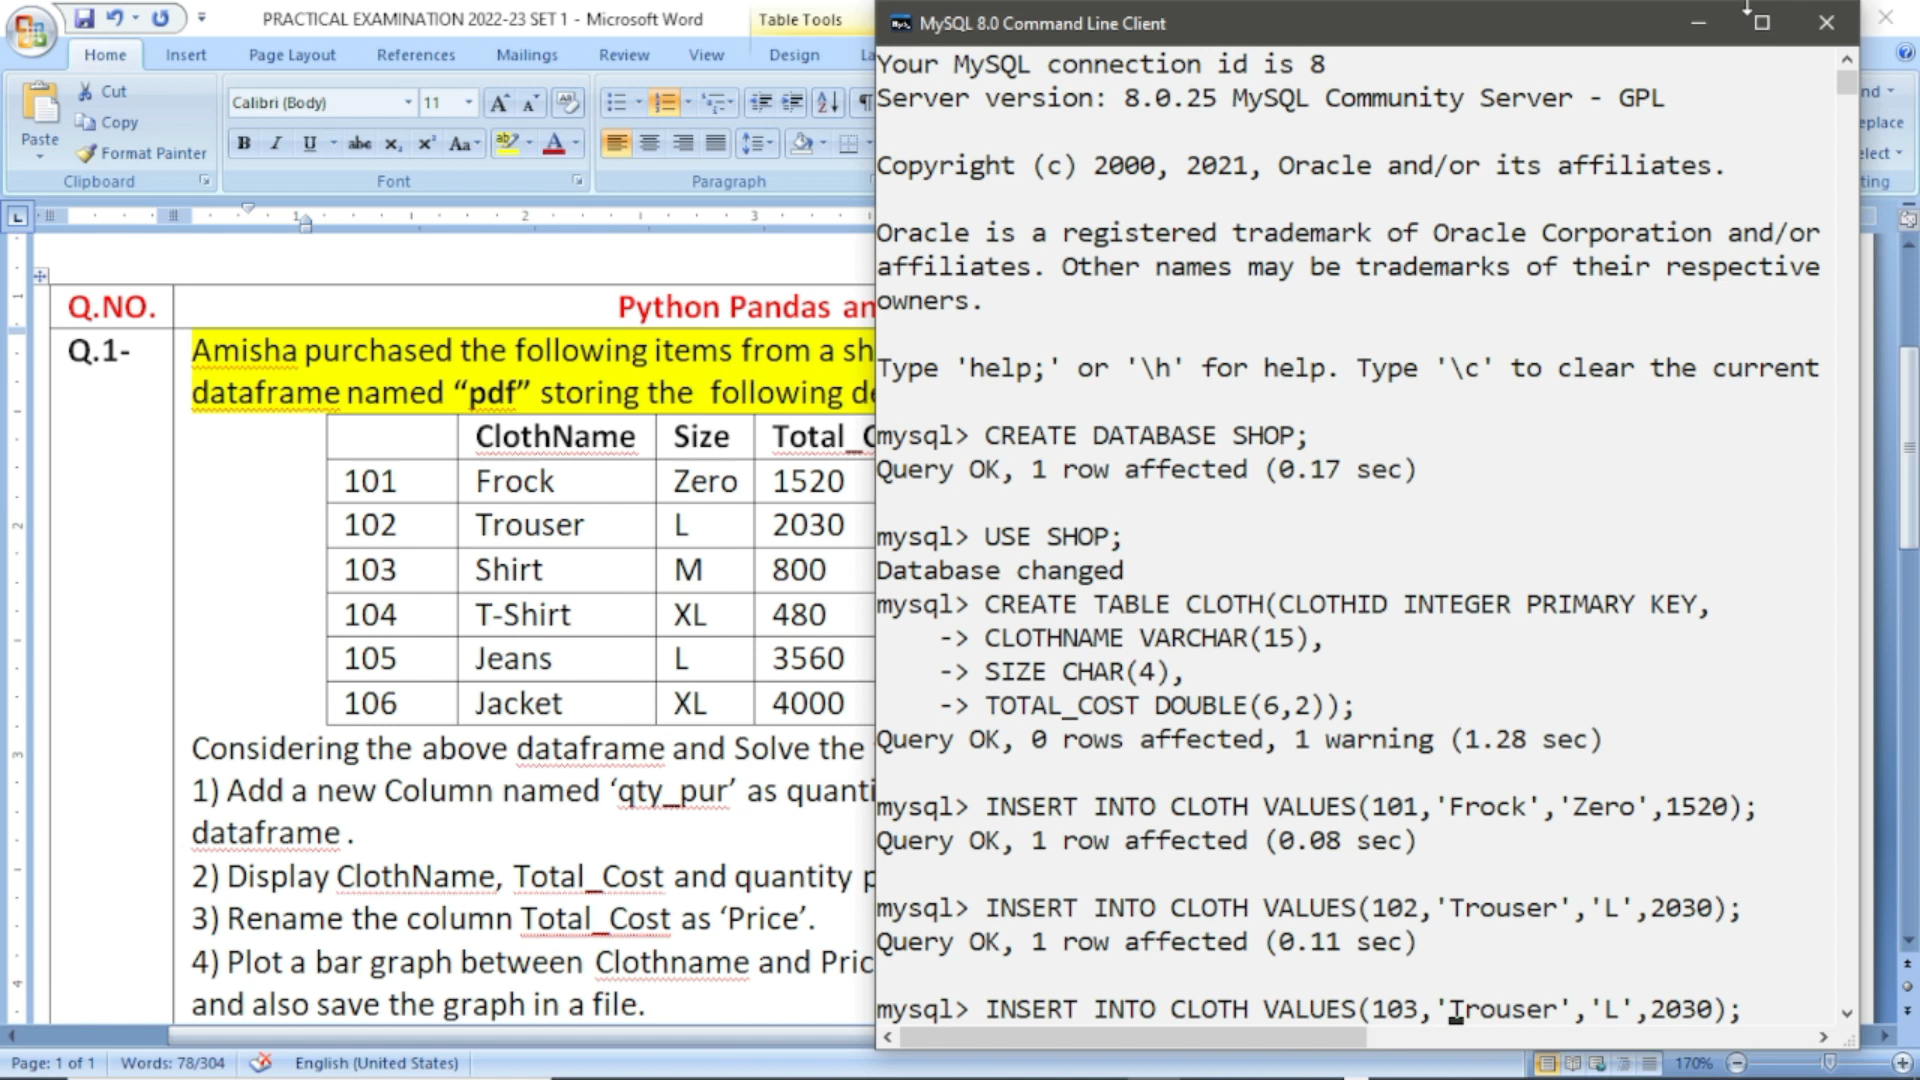 PRACTICAL EXAMINATION 2022-23 SET 1 - Microsoft Word
Table Tools
Home Insert Page Layout References Mailings Review View Design
Paste
Cut
Copy
Format Painter
Clipboard
Calibri (Body) 11
Font
Paragraph
Q.NO. Python Pandas an
Q.1- Amisha purchased the following items from a sh
dataframe named “pdf” storing the following de
ClothName Size Total_C
101 Frock Zero 1520
102 Trouser L 2030
103 Shirt M 800
104 T-Shirt XL 480
105 Jeans L 3560
106 Jacket XL 4000
Considering the above dataframe and Solve the
1) Add a new Column named ‘qty_pur’ as quanti
dataframe .
2) Display ClothName, Total_Cost and quantity p
3) Rename the column Total_Cost as ‘Price’.
4) Plot a bar graph between Clothname and Pric
and also save the graph in a file.
Page: 1 of 1 Words: 78/304 English (United States) 170%
MySQL 8.0 Command Line Client
Your MySQL connection id is 8
Server version: 8.0.25 MySQL Community Server - GPL
Copyright (c) 2000, 2021, Oracle and/or its affiliates.
Oracle is a registered trademark of Oracle Corporation and/or
affiliates. Other names may be trademarks of their respective
owners.
Type 'help;' or '\h' for help. Type '\c' to clear the current
mysql> CREATE DATABASE SHOP;
Query OK, 1 row affected (0.17 sec)
mysql> USE SHOP;
Database changed
mysql> CREATE TABLE CLOTH(CLOTHID INTEGER PRIMARY KEY,
-> CLOTHNAME VARCHAR(15),
-> SIZE CHAR(4),
-> TOTAL_COST DOUBLE(6,2));
Query OK, 0 rows affected, 1 warning (1.28 sec)
mysql> INSERT INTO CLOTH VALUES(101,'Frock','Zero',1520);
Query OK, 1 row affected (0.08 sec)
mysql> INSERT INTO CLOTH VALUES(102,'Trouser','L',2030);
Query OK, 1 row affected (0.11 sec)
mysql> INSERT INTO CLOTH VALUES(103,'Trouser','L',2030);